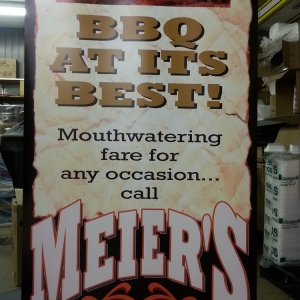 BBQ
AT ITS
BEST!
Mouthwatering
fare for
any occasion...
call
MEIER'S